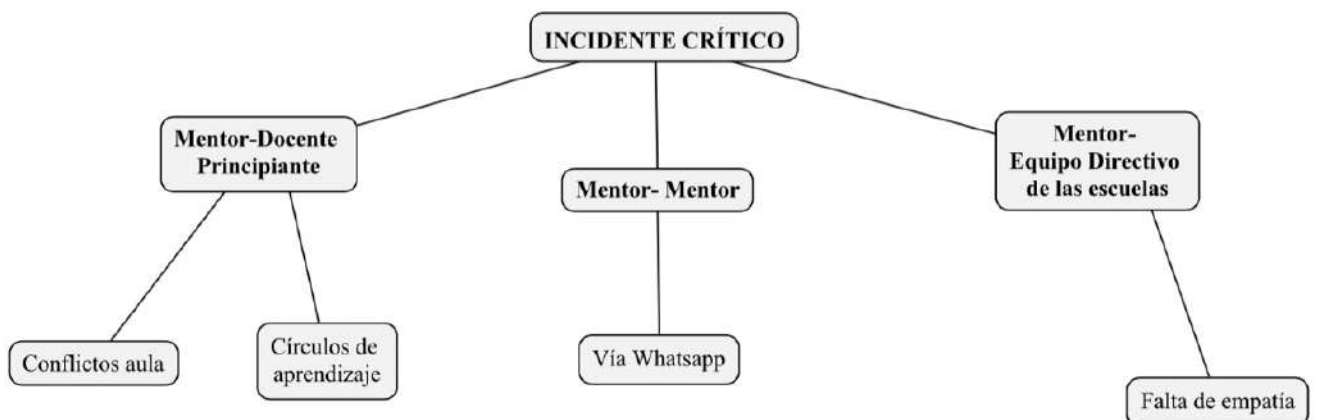 INCIDENTE CRÍTICO
Mentor-Docente
Principiante
Mentor- Mentor
Mentor-
Equipo Directivo
de las escuelas
Conflictos aula
Círculos de
aprendizaje
Vía Whatsapp
Falta de empatía